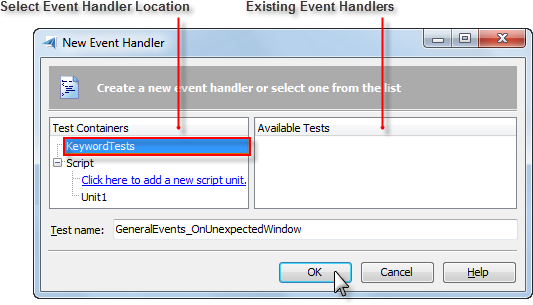 Select Event Handler Location Existing Event Handlers
New Event Handler
Create a new event handler or select one from the list
Test Containers Available Tests
KeywordTests
Script
Click here to add a new script unit.
Unit1
Test name: GeneralEvents_OnUnexpectedWindow
OK Cancel Help